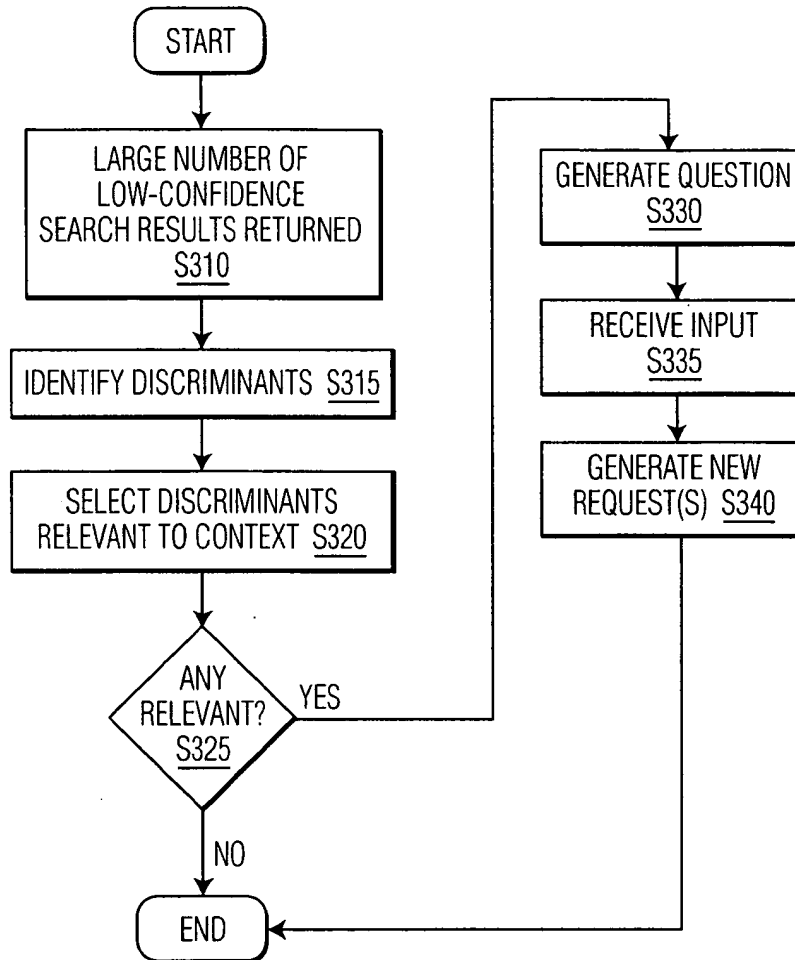 START
LARGE NUMBER OF
LOW-CONFIDENCE
SEARCH RESULTS RETURNED
S310
IDENTIFY DISCRIMINANTS S315
SELECT DISCRIMINANTS
RELEVANT TO CONTEXT S320
ANY
RELEVANT?
S325
YES
NO
END
GENERATE QUESTION
S330
RECEIVE INPUT
S335
GENERATE NEW
REQUEST(S) S340